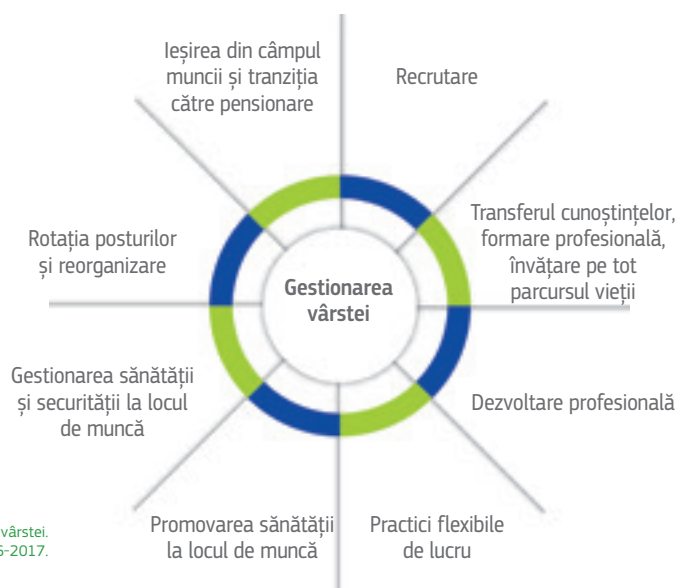 Ieșirea din câmpul
muncii și tranziția
către pensionare
Recrutare
Transferul cunoștințelor,
formare profesională,
învățare pe tot
parcursul vieții
Dezvoltare profesională
Practici flexibile
de lucru
Promovarea sănătății
la locul de muncă
Gestionarea sănătății
și securității la locul
de muncă
Rotația posturilor
și reorganizare
Gestionarea
vârstei
vârstei.
-2017.